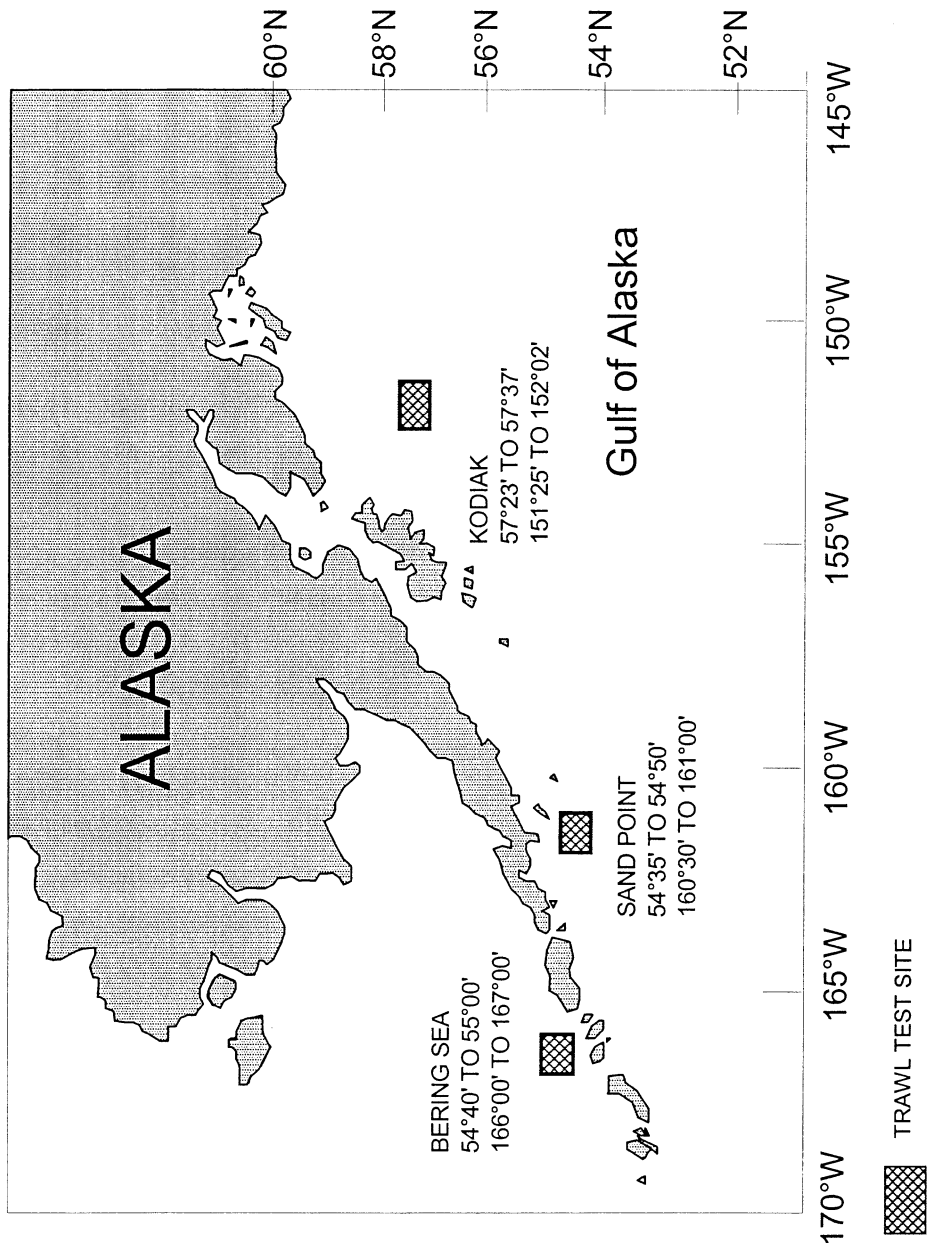 ALASKA
Gulf of Alaska
BERING SEA
54°40' TO 55°00'
166°00' TO 167°00'
SAND POINT
54°35' TO 54°50'
160°30' TO 161°00'
KODIAK
57°23' TO 57°37'
151°25' TO 152°02'
60°N
58°N
56°N
54°N
52°N
170°W
165°W
160°W
155°W
150°W
145°W
TRAWL TEST SITE